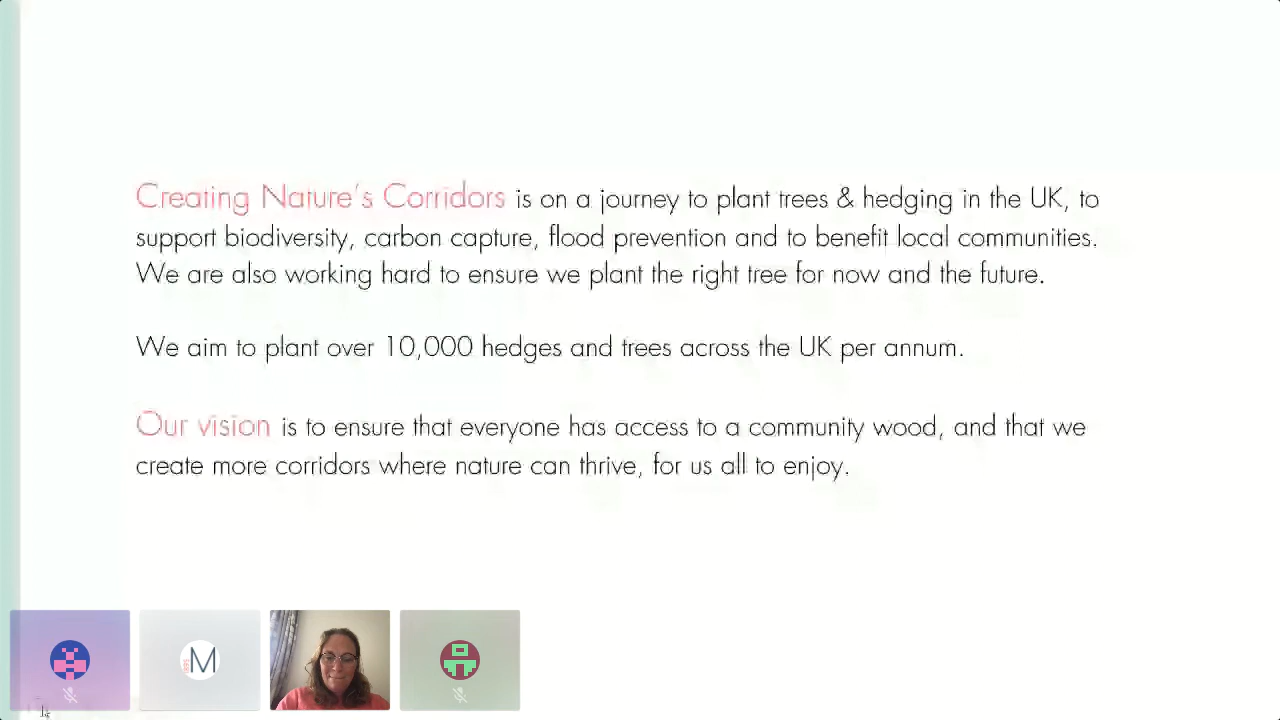 Creating Nature's Corridors is on a journey to plant trees & hedging in the UK, to
support biodiversity, carbon capture, flood prevention and to benefit local communities.
We are also working hard to ensure we plant the right tree for now and the future.
We aim to plant over 10,000 hedges and trees across the UK per annum.
Our vision is to ensure that everyone has access to a community wood, and that we
create more corridors where nature can thrive, for us all to enjoy.
M